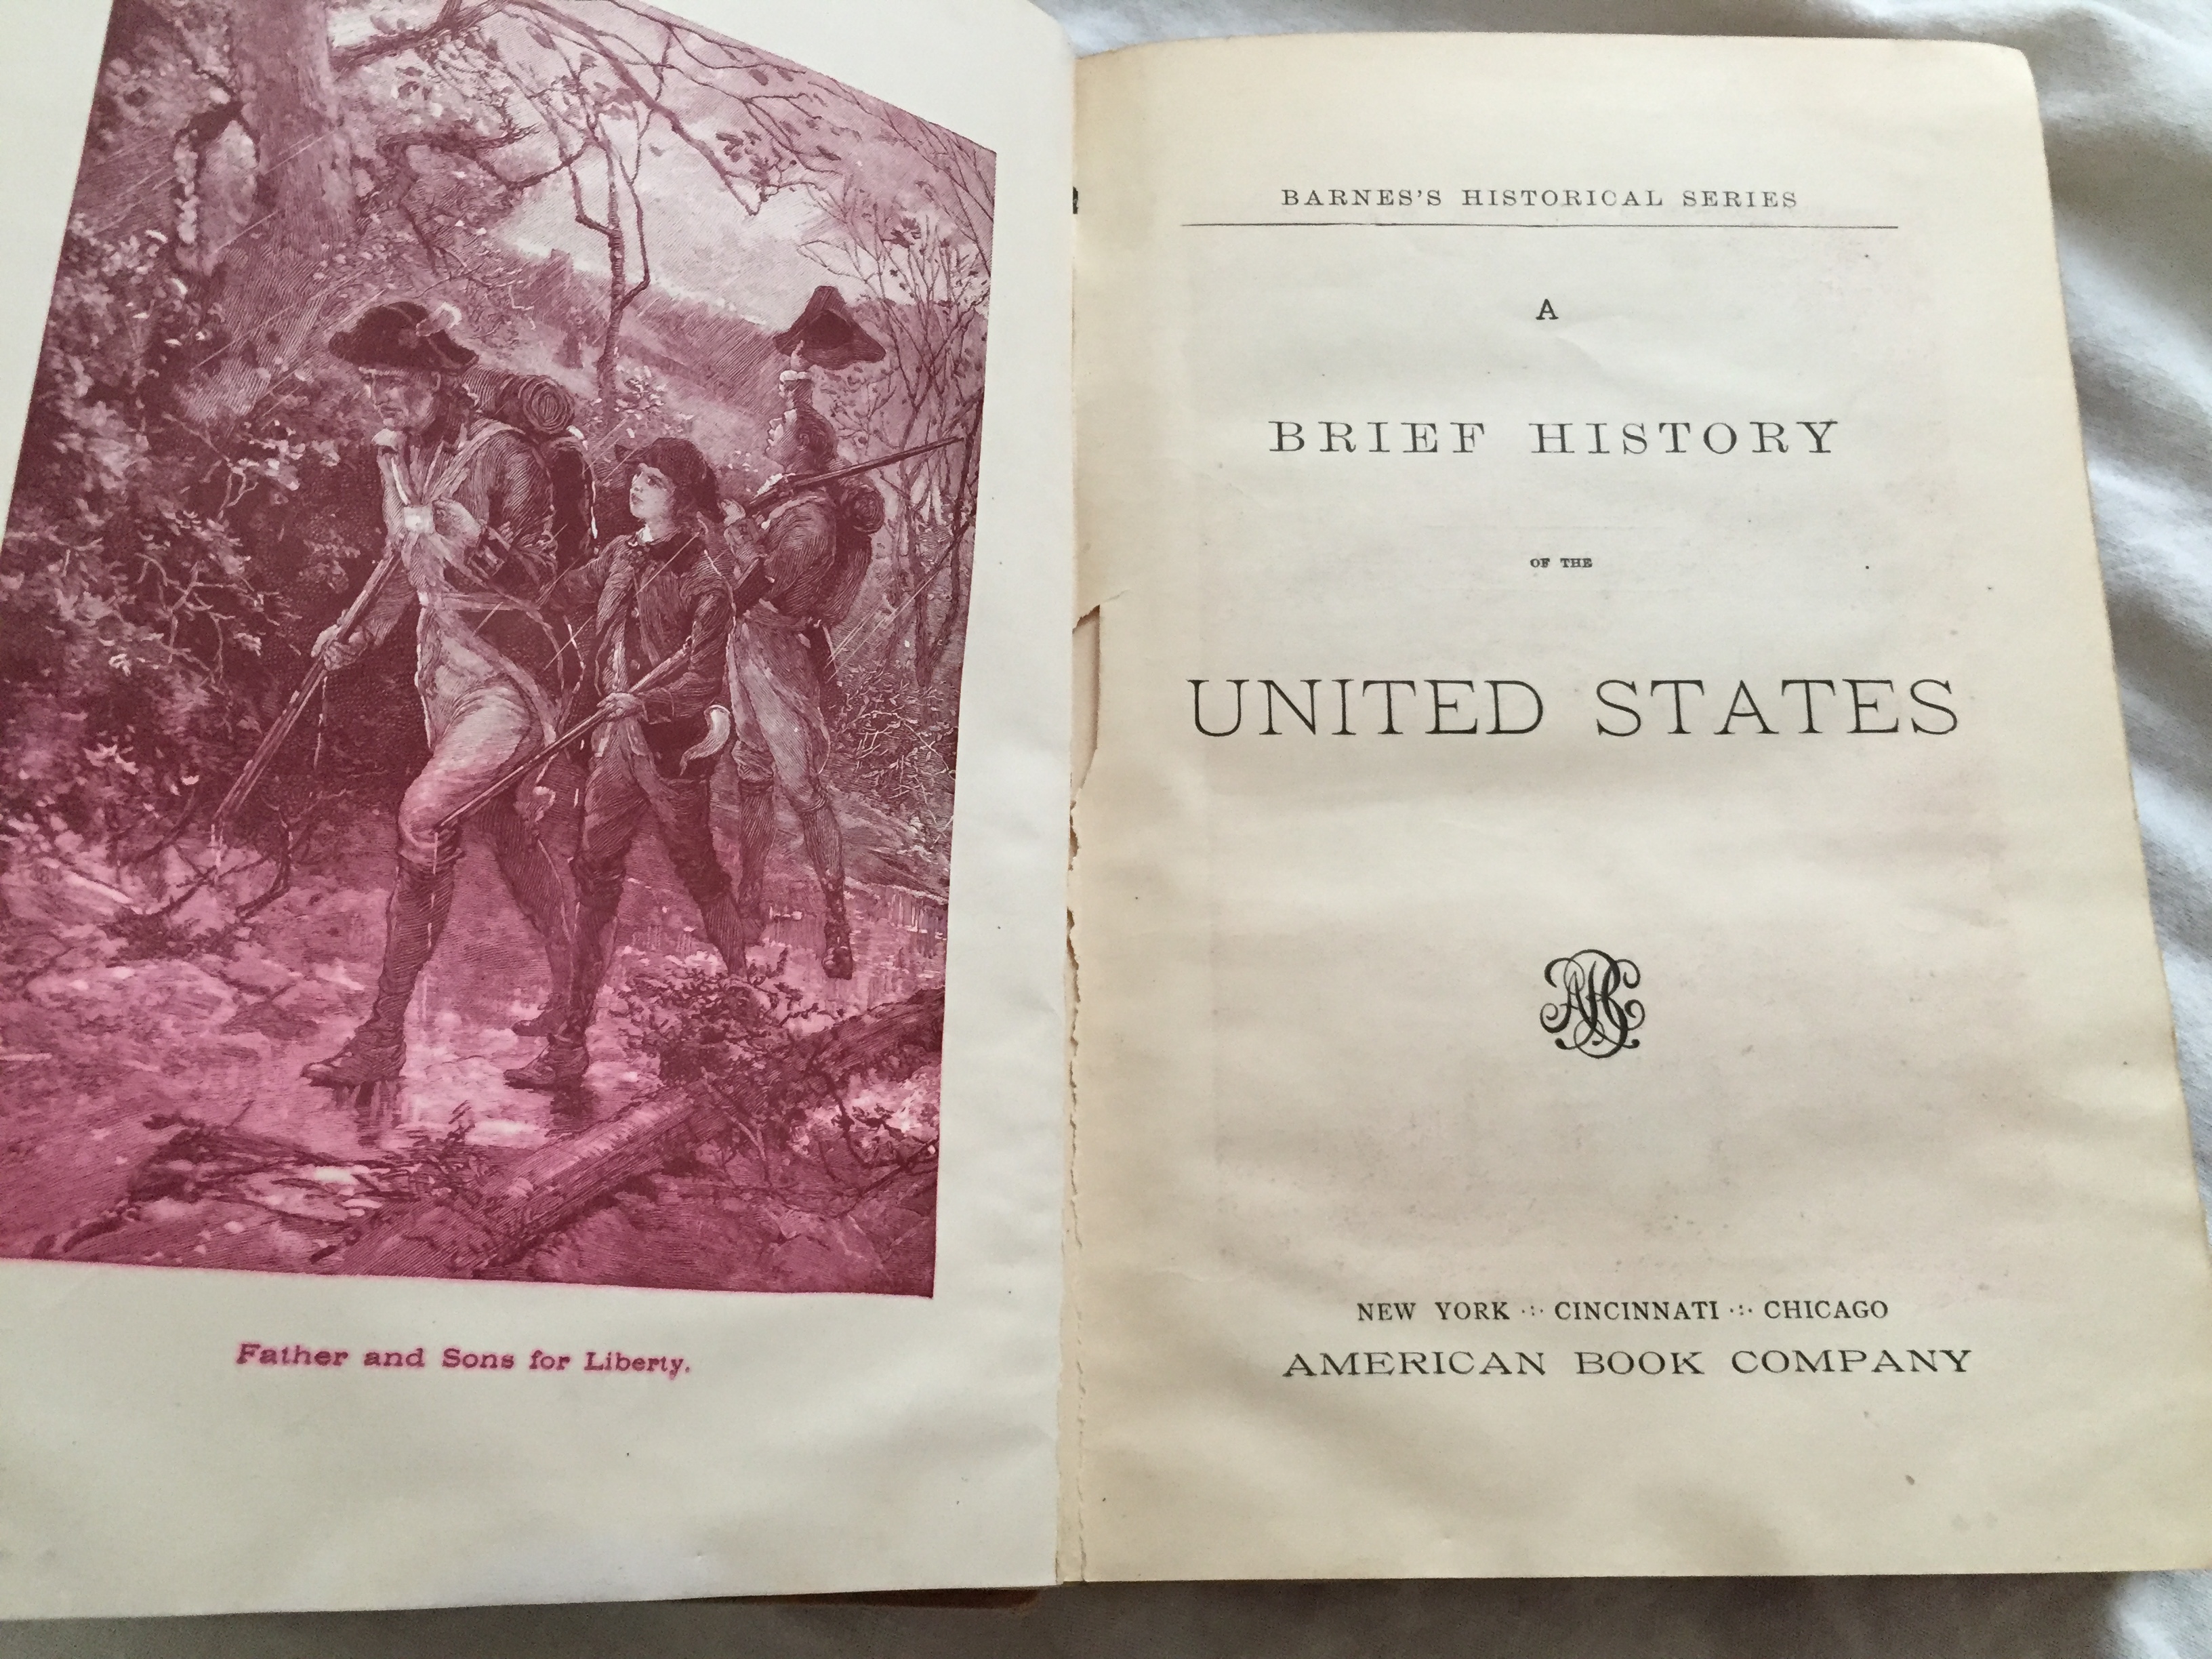 Father and Sons for Liberty.
BARNES'S HISTORICAL SERIES
A
BRIEF HISTORY
OF THE
UNITED STATES
ABC
NEW YORK ·:· CINCINNATI ·:· CHICAGO
AMERICAN BOOK COMPANY